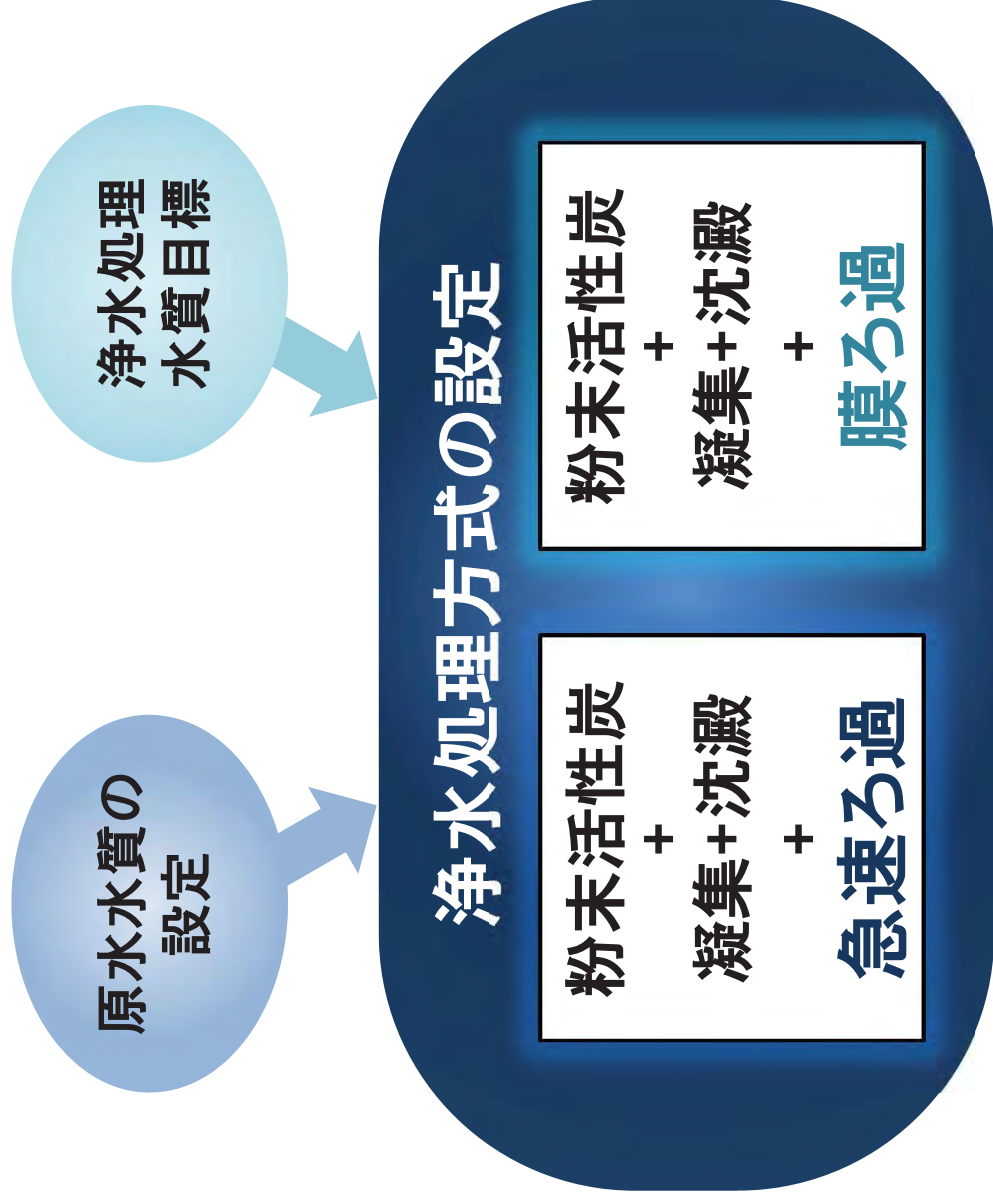 原水水質の
設定
浄水処理
水質目標
浄水処理方式の設定
粉末活性炭
+
凝集+沈澱
+
急速ろ過
粉末活性炭
+
凝集+沈澱
+
膜ろ過